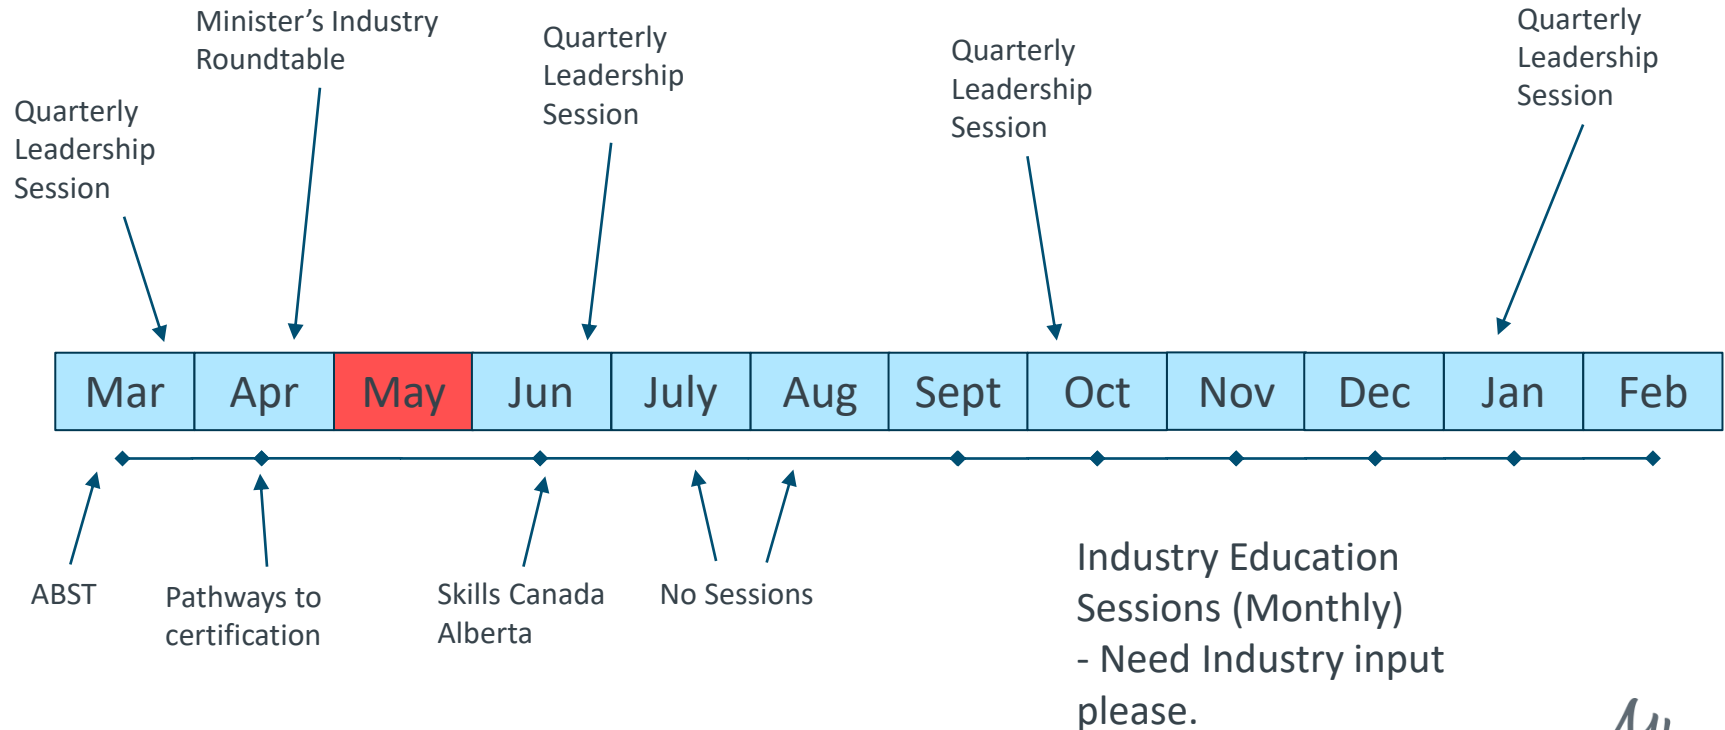 Minister’s Industry
Roundtable
Quarterly
Leadership
Session
Quarterly
Leadership
Session
Quarterly
Leadership
Session
Quarterly
Leadership
Session
Mar
Apr
May
Jun
July
Aug
Sept
Oct
Nov
Dec
Jan
Feb
ABST
Pathways to
certification
Skills Canada
Alberta
No Sessions
Industry Education
Sessions (Monthly)
- Need Industry input
please.